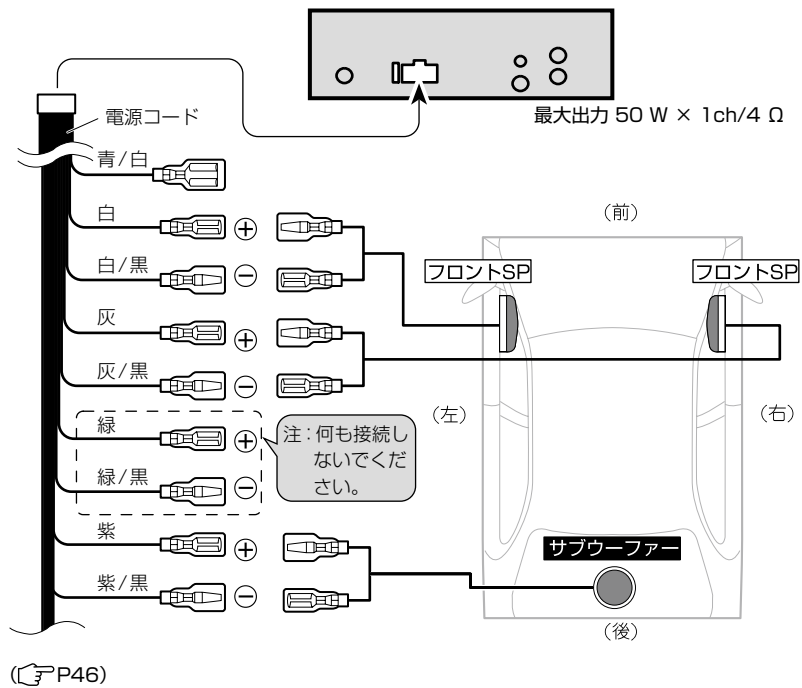 電源コード
最大出力 50 W × 1ch/4 Ω
青/白
白
⊕
(前)
白/黒
⊖
フロントSP
フロントSP
灰
⊕
灰/黒
⊖
(左)
(右)
緑
⊕
注:何も接続し
ないでくだ
さい。
緑/黒
⊖
紫
⊕
サブウーファー
紫/黒
⊖
(後)
(☞P46)